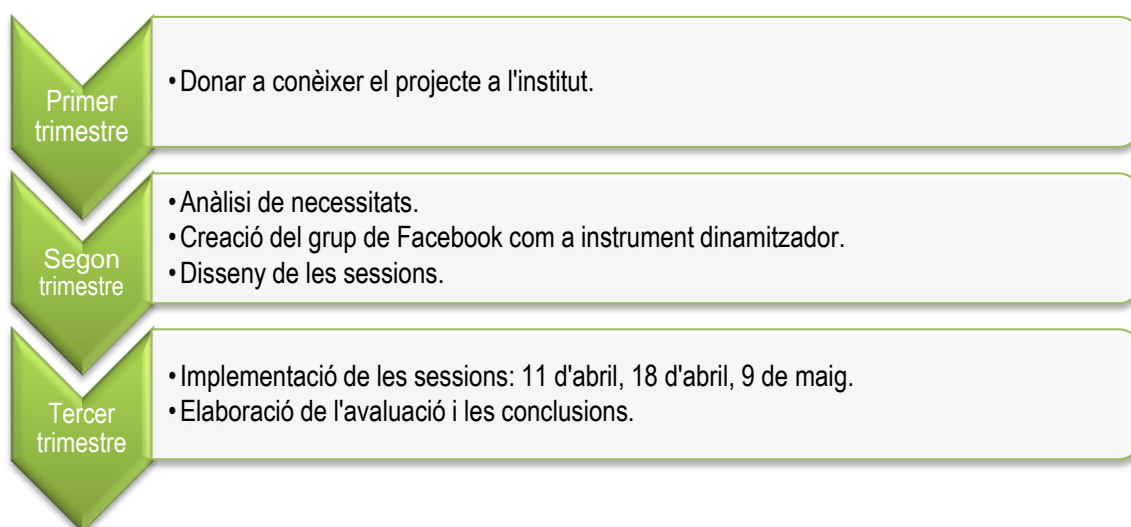 Primer
trimestre
•Donar a conèixer el projecte a l'institut.
Segon
trimestre
•Anàlisi de necessitats.
•Creació del grup de Facebook com a instrument dinamitzador.
•Disseny de les sessions.
Tercer
trimestre
•Implementació de les sessions: 11 d'abril, 18 d'abril, 9 de maig.
•Elaboració de l'avaluació i les conclusions.